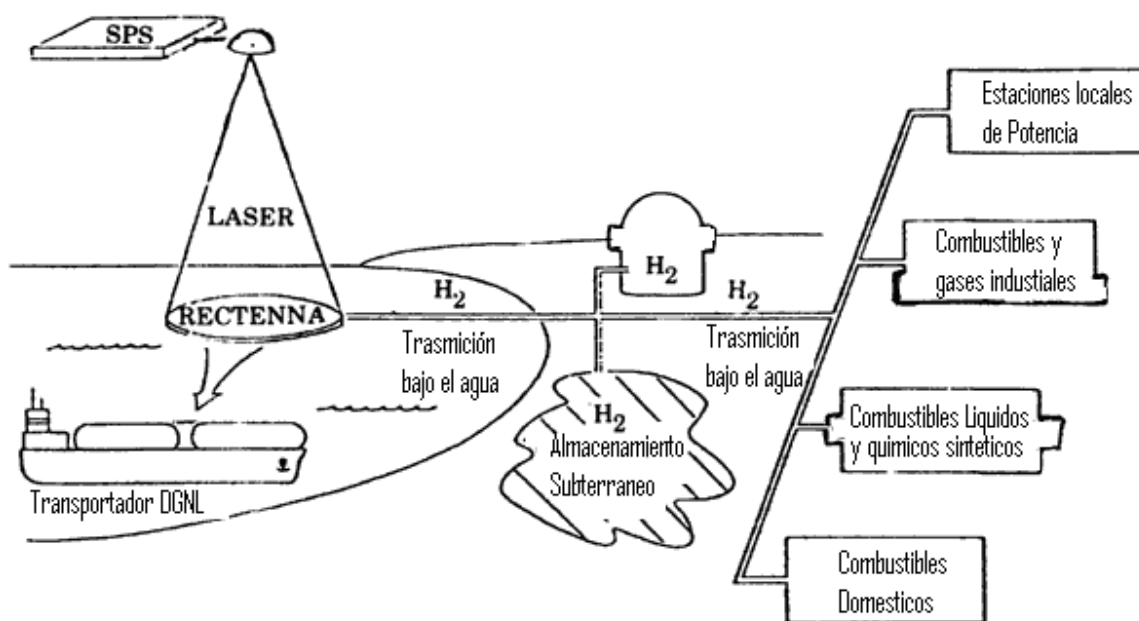 SPS
LASER
RECTENNA
H2
Trasmición
bajo el agua
Transportador DGNL
H2
H2
Almacenamiento
Subterraneo
H2
Trasmición
bajo el agua
Estaciones locales
de Potencia
Combustibles y
gases industiales
Combustibles Liquidos
y quimicos sinteticos
Combustibles
Domesticos